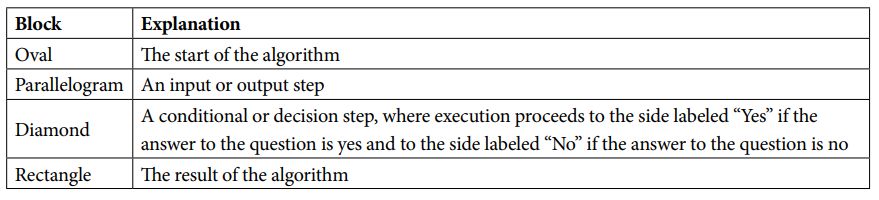 Block Explanation
Oval The start of the algorithm
Parallelogram An input or output step
Diamond A conditional or decision step, where execution proceeds to the side labeled “Yes” if the
answer to the question is yes and to the side labeled “No” if the answer to the question is no
Rectangle The result of the algorithm